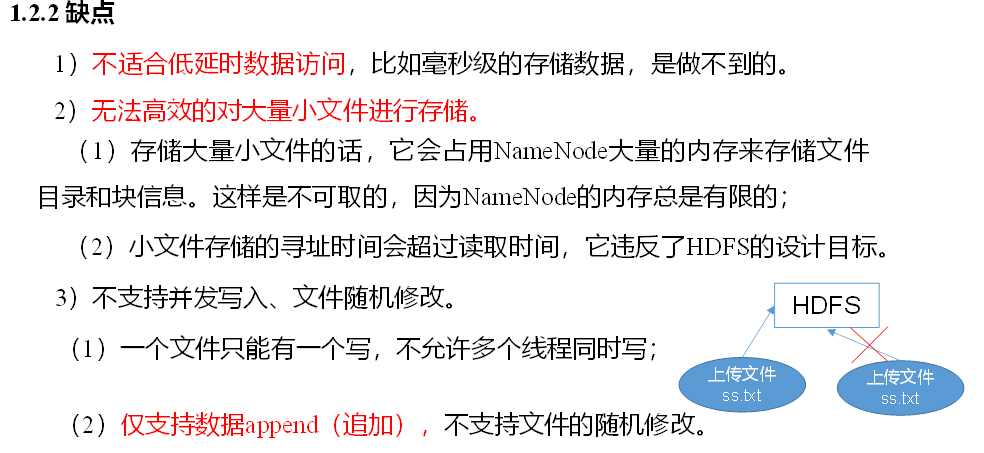 1.2.2 缺点
1）不适合低延时数据访问，比如毫秒级的存储数据，是做不到的。
2）无法高效的对大量小文件进行存储。
（1）存储大量小文件的话，它会占用NameNode大量的内存来存储文件
目录和块信息。这样是不可取的，因为NameNode的内存总是有限的；
（2）小文件存储的寻址时间会超过读取时间，它违反了HDFS的设计目标。
3）不支持并发写入、文件随机修改。
（1）一个文件只能有一个写，不允许多个线程同时写；
（2）仅支持数据append（追加），不支持文件的随机修改。
HDFS
上传文件
ss.txt
上传文件
ss.txt